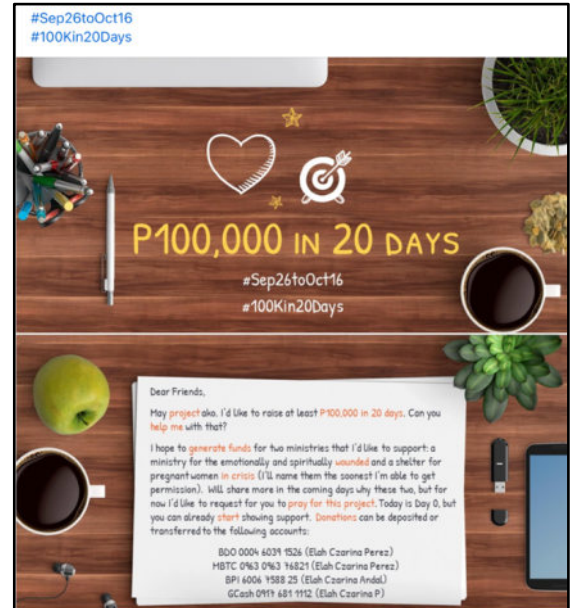 #Sep26toOct16
#100Kin20Days
P100,000 IN 20 DAYS
#Sep26toOct16
#100Kin20Days
Dear Friends,
May project ako. I'd like to raise at least P100,000 in 20 days. Can you
help me with that?
I hope to generate funds for two ministries that I'd like to support: a
ministry for the emotionally and spiritually wounded and a shelter for
pregnant women in crisis (I'll name them the soonest I'm able to get
permission). Will share more in the coming days why these two, but for
now I'd like to request for you to pray for this project. Today is Day 0, but
you can already start showing support. Donations can be deposited or
transferred to the following accounts:
BDO 0004 6039 1526 (Elah Czarina Perez)
MBTC 0963 0963 76821 (Elah Czarina Perez)
BPI 6006 7588 25 (Elah Czarina Andal)
GCash 0917 681 1112 (Elah Czarina P)